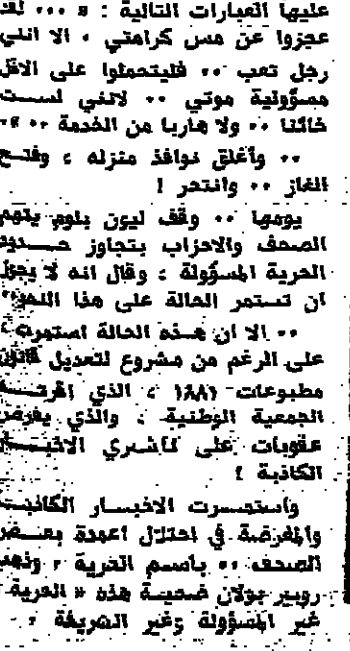 عليها العبارات التالية : « ... لقد
عجزوا عن مس كرامتي ، الا انني
رجل تعب .. فليتحملوا على الاقل
مسؤولية موتي .. لانني لست
خائنا .. ولا هاربا من الخدمة .. ».
.. وأغلق نوافذ منزله ، وفتح
الغاز .. وانتحر !
يومها .. وقف ليون بلوم يتهم
الصحف والاحزاب بتجاوز حدود
الحرية المسؤولة ، وقال انه لا يجوز
ان تستمر الحالة على هذا النحو.
.. الا ان هذه الحالة استمرت ،
على الرغم من مشروع لتعديل قانون
مطبوعات ١٨٨١ ، الذي اقرته
الجمعية الوطنية ، والذي يفرض
عقوبات على ناشري الاخبار
الكاذبة !
واستمرت الاخبار الكاذبة
والمغرضة في احتلال اعمدة بعض
الصحف .. باسم الحرية ، وذهب
روبير بولان ضحية هذه « الحرية
غير المسؤولة وغير الشريفة .